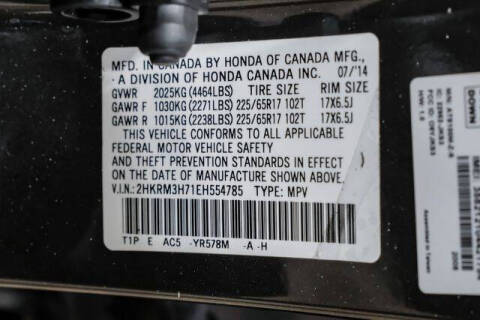 MFD. IN CANADA BY HONDA OF CANADA MFG.,
A DIVISION OF HONDA CANADA INC. 07/'14
GVWR 2025KG (4464LBS) TIRE SIZE RIM SIZE
GAWR F 1030KG (2271LBS) 225/65R17 102T 17X6.5J
GAWR R 1015KG (2238LBS) 225/65R17 102T 17X6.5J
THIS VEHICLE CONFORMS TO ALL APPLICABLE
FEDERAL MOTOR VEHICLE SAFETY
AND THEFT PREVENTION STANDARDS IN EFFECT
ON THE DATE OF MANUFACTURE SHOWN ABOVE.
V.I.N: 2HKRM3H71EH554785 TYPE: MPV
T1P E AC5 -YR578M -A -H
DOWN